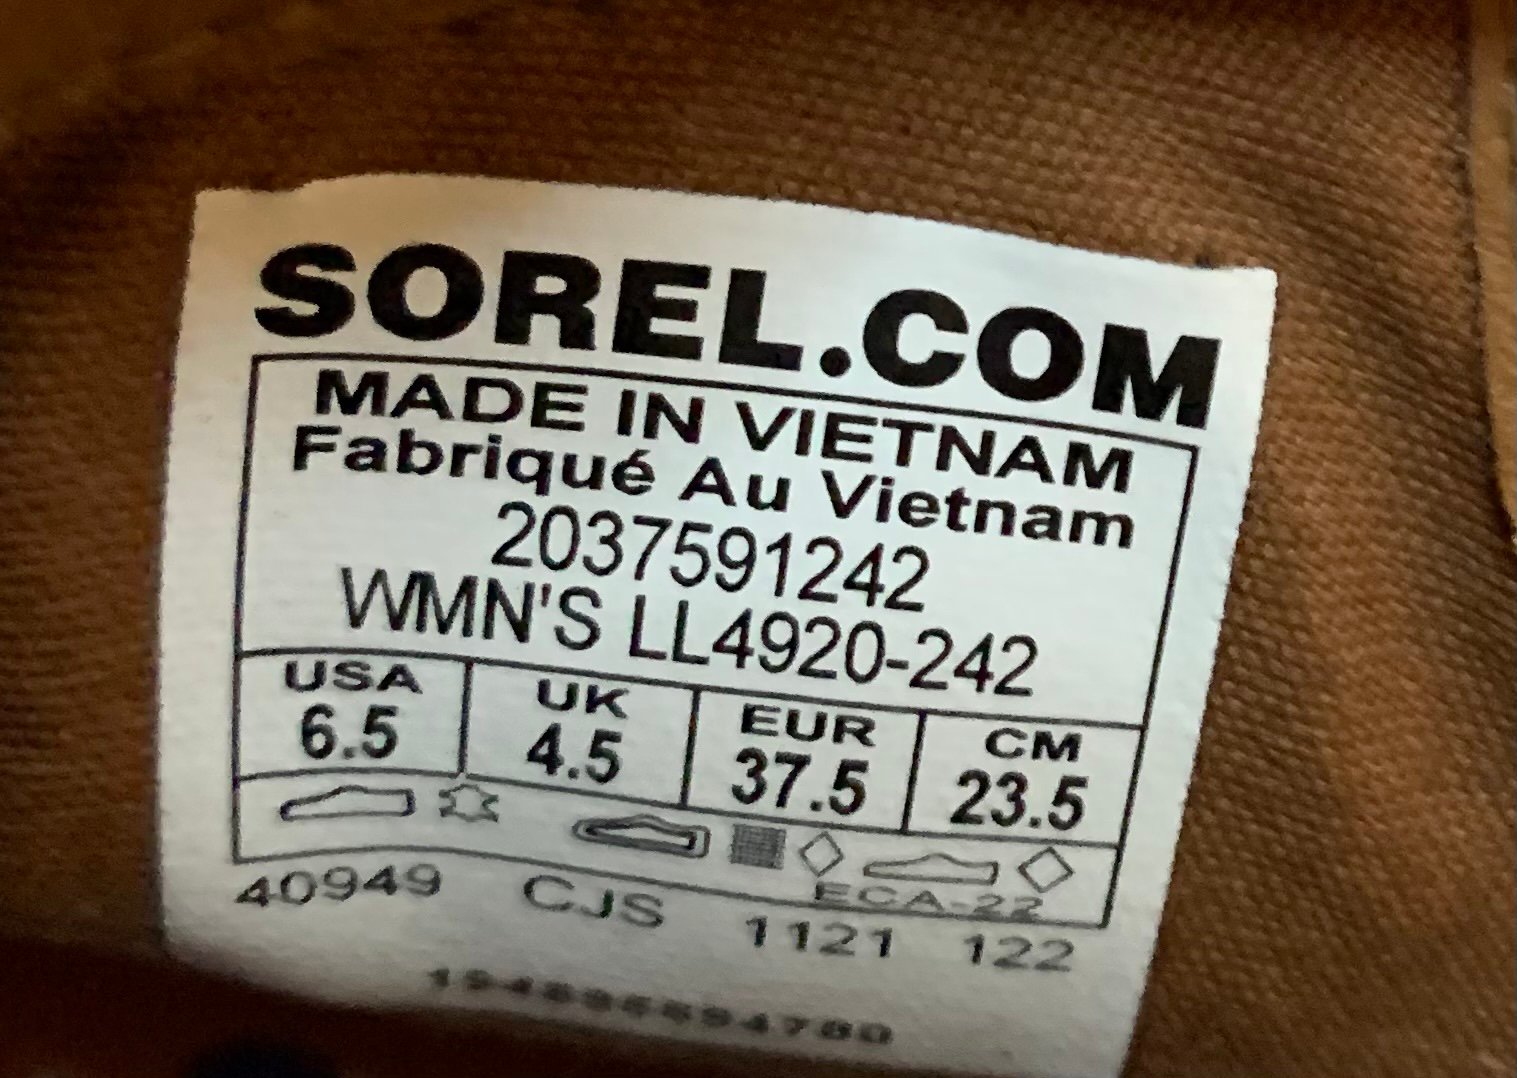 SOREL.COM
MADE IN VIETNAM
Fabriqué Au Vietnam
2037591242
WMN'S LL4920-242
USA UK EUR CM
6.5 4.5 37.5 23.5
ECA-22
40949 CJS 1121 122